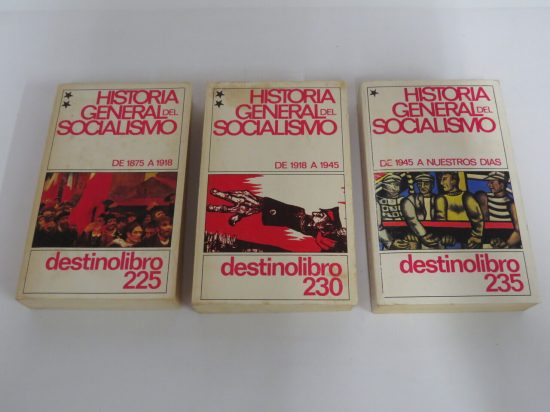 HISTORIA
GENERAL DEL
SOCIALISMO
DE 1875 A 1918
destinolibro
225
HISTORIA
GENERAL DEL
SOCIALISMO
DE 1918 A 1945
destinolibro
230
HISTORIA
GENERAL DEL
SOCIALISMO
DE 1945 A NUESTROS DIAS
destinolibro
235